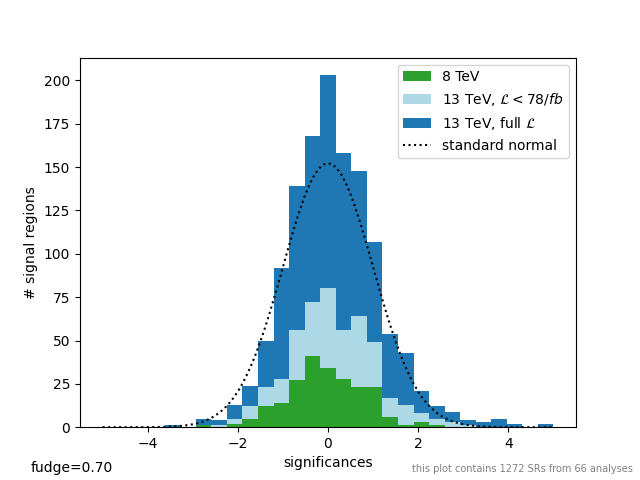 8 TeV
13 TeV, ℒ < 78/fb
13 TeV, full ℒ
standard normal
200
175
150
125
100
75
50
25
0
# signal regions
−4 −2 0 2 4
significances
fudge=0.70
this plot contains 1272 SRs from 66 analyses